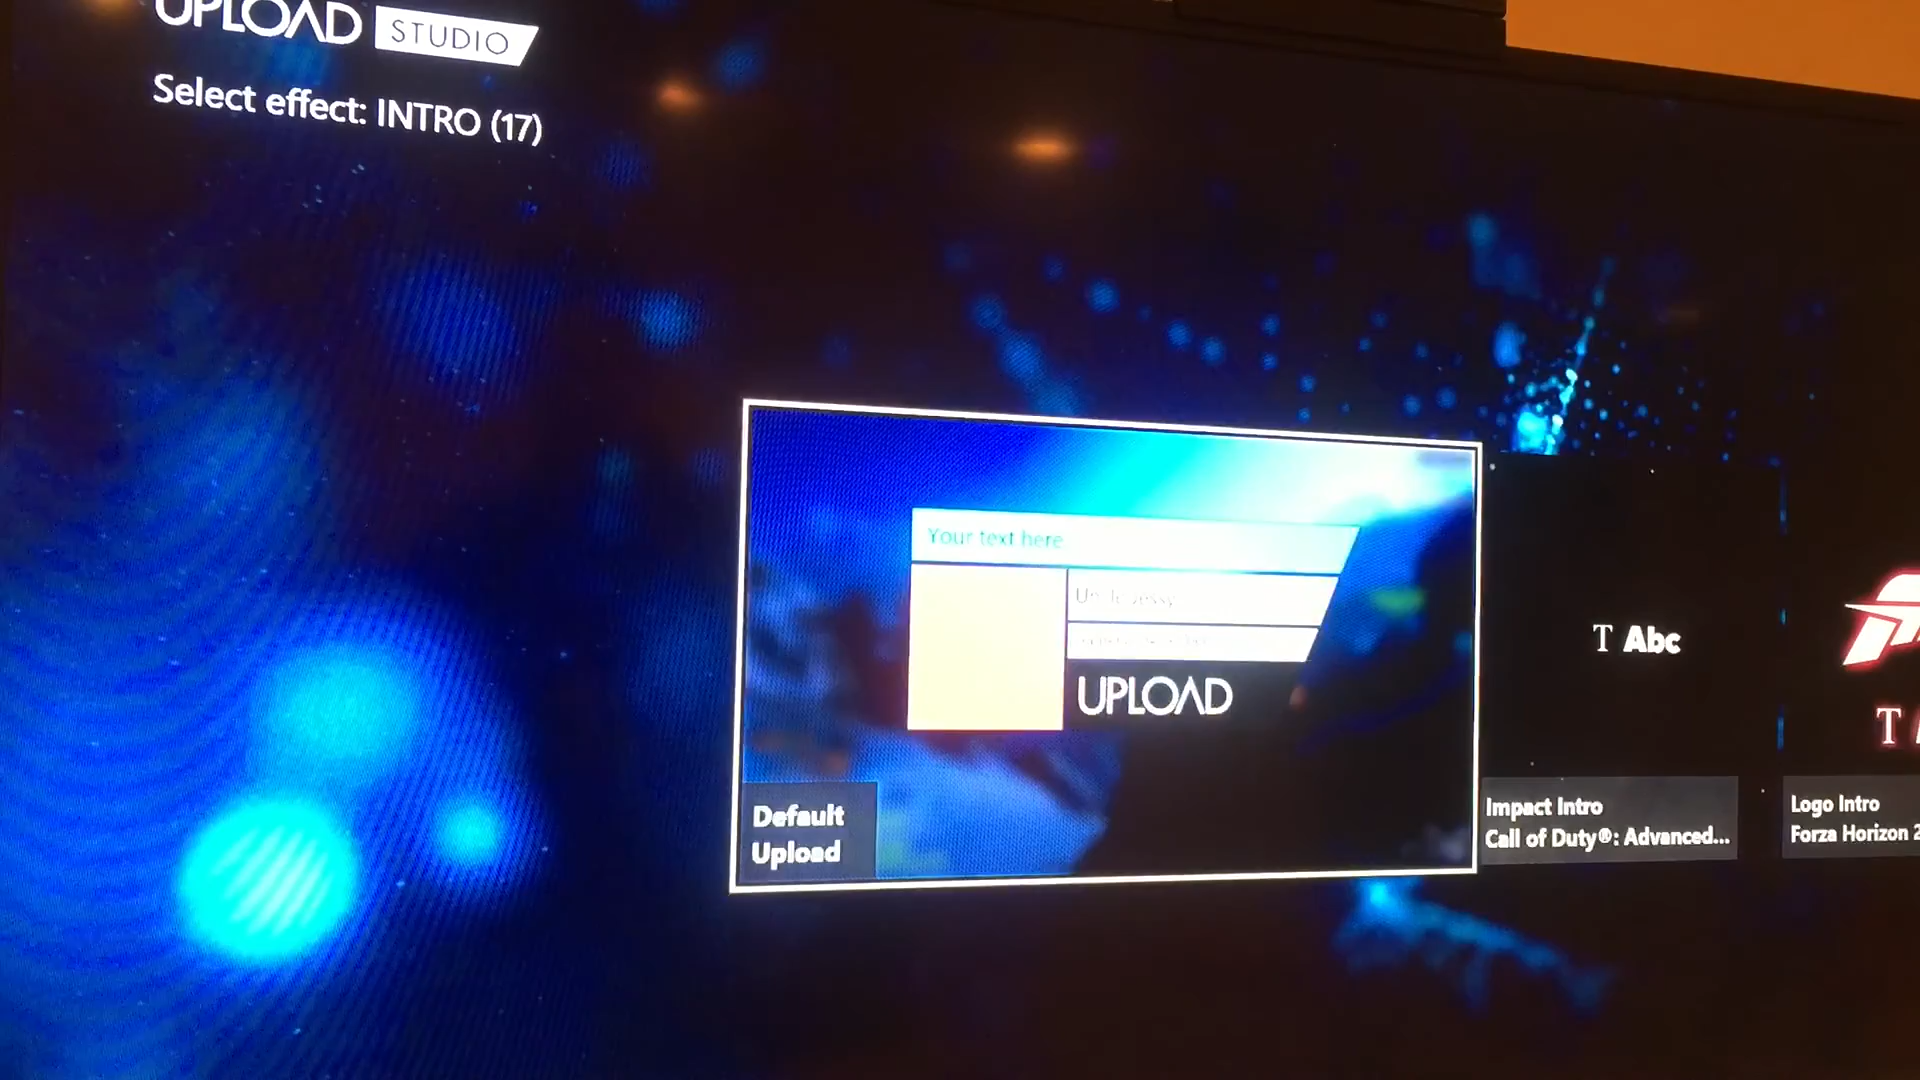 UPLOAD STUDIO
Select effect: INTRO (17)
Your text here
UPLOAD
Default
Upload
T Abc
Impact Intro
Call of Duty®: Advanced...
T
Logo Intro
Forza Horizon 2